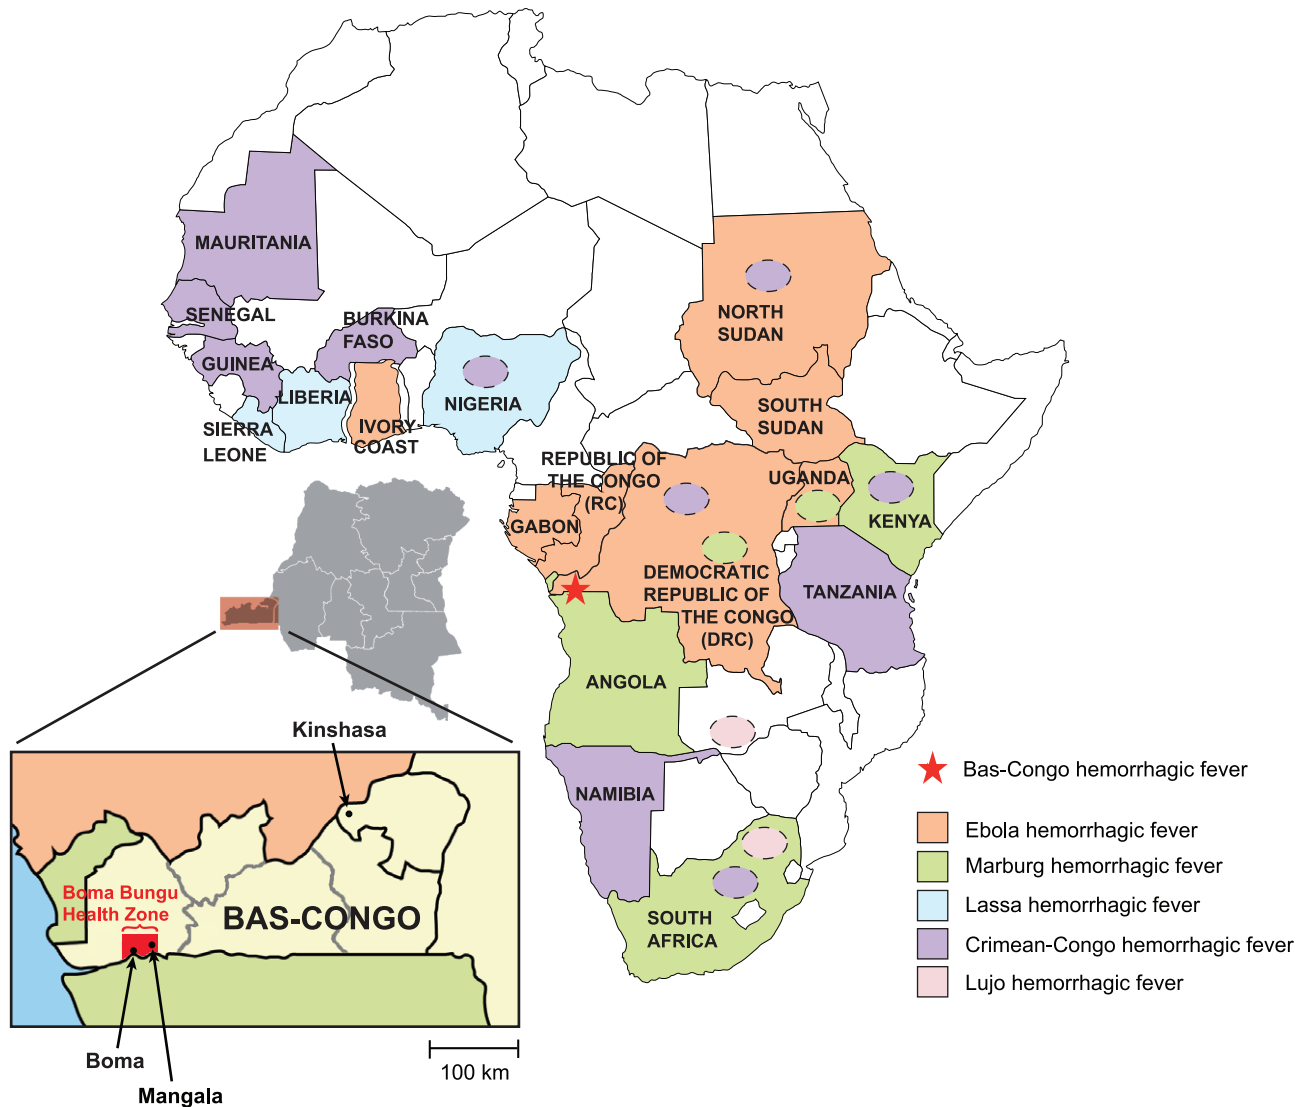 MAURITANIA
SENEGAL
GUINEA
BURKINA
FASO
LIBERIA
SIERRA
LEONE
IVORY
COAST
NIGERIA
NORTH
SUDAN
SOUTH
SUDAN
REPUBLIC OF
THE CONGO
(RC)
UGANDA
GABON
KENYA
DEMOCRATIC
REPUBLIC OF
THE CONGO
(DRC)
TANZANIA
ANGOLA
NAMIBIA
SOUTH
AFRICA
Kinshasa
Boma Bungu
Health Zone
BAS-CONGO
Boma
Mangala
100 km
Bas-Congo hemorrhagic fever
Ebola hemorrhagic fever
Marburg hemorrhagic fever
Lassa hemorrhagic fever
Crimean-Congo hemorrhagic fever
Lujo hemorrhagic fever